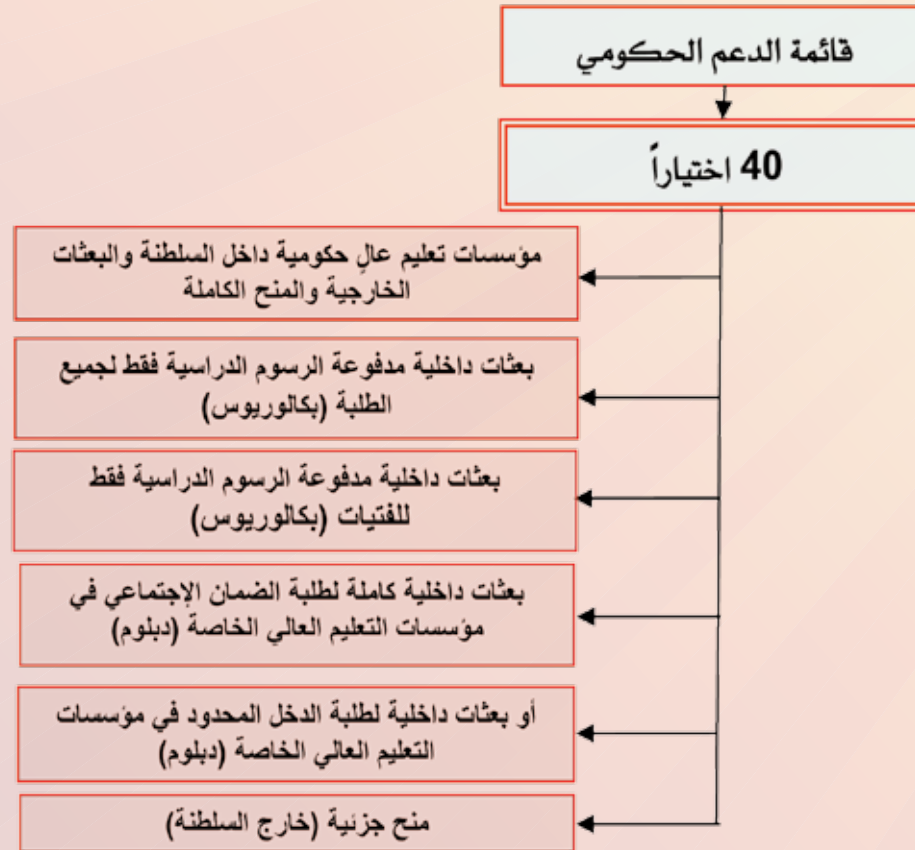 قائمة الدعم الحكومي
40 اختياراً
مؤسسات تعليم عالٍ حكومية داخل السلطنة والبعثات
الخارجية والمنح الكاملة
بعثات داخلية مدفوعة الرسوم الدراسية فقط لجميع
الطلبة (بكالوريوس)
بعثات داخلية مدفوعة الرسوم الدراسية فقط
للفتيات (بكالوريوس)
بعثات داخلية كاملة لطلبة الضمان الإجتماعي في
مؤسسات التعليم العالي الخاصة (دبلوم)
أو بعثات داخلية لطلبة الدخل المحدود في مؤسسات
التعليم العالي الخاصة (دبلوم)
منح جزئية (خارج السلطنة)